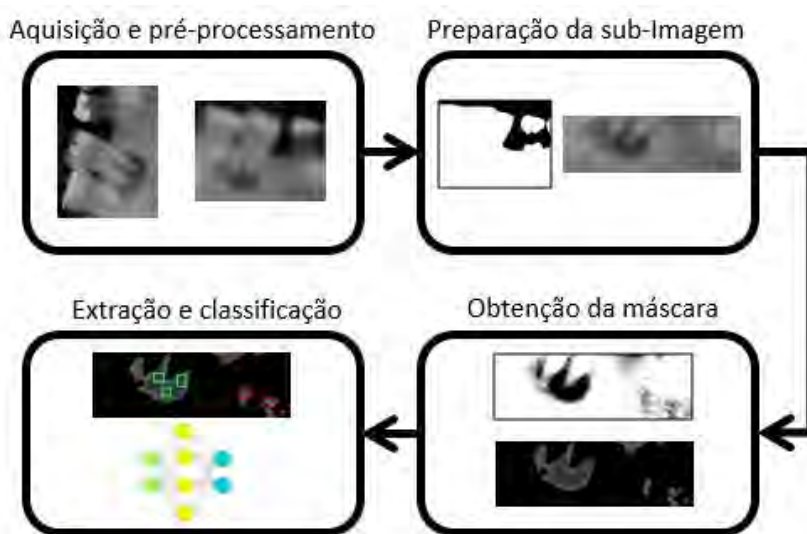 Aquisição e pré-processamento
Preparação da sub-Imagem
Extração e classificação
Obtenção da máscara